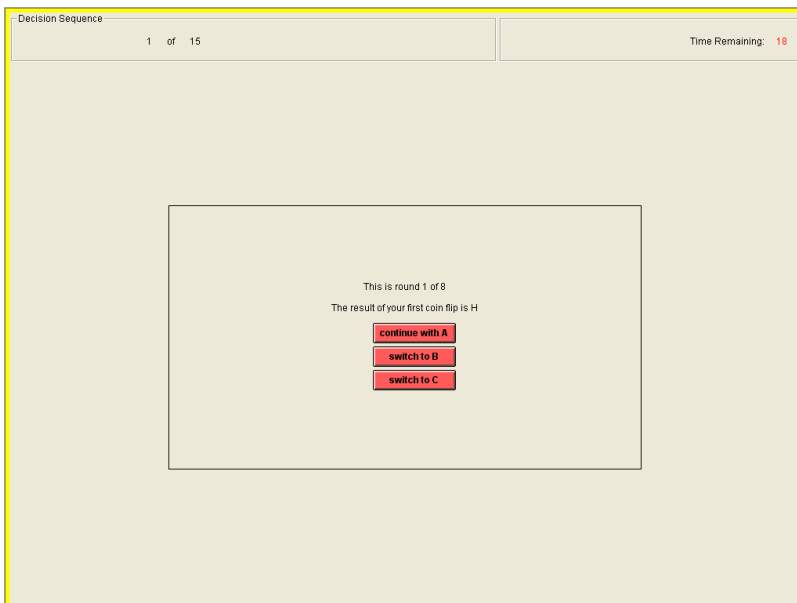 Decision Sequence
1 of 15
Time Remaining: 18
This is round 1 of 8
The result of your first coin flip is H
continue with A
switch to B
switch to C